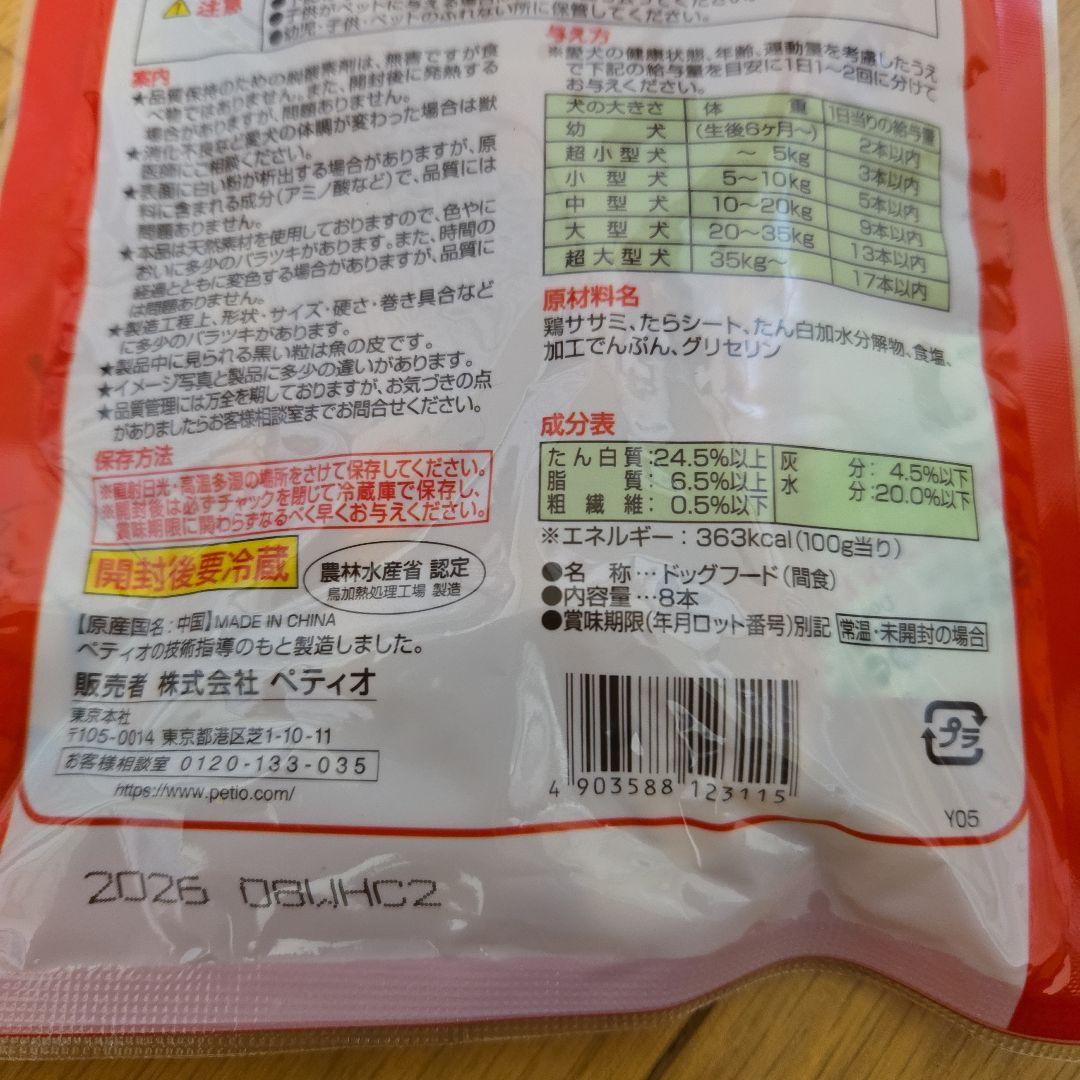 注意
●幼児・子供・ペットのふれない所に保管してください。
案内
★品質保持のための脱酸素剤は、無害ですが食
べ物ではありません。また、開封後に発熱する
場合がありますが、問題ありません。
★消化不良など愛犬の体調が変わった場合は獣
医師にご相談ください。
★表面に白い粉が析出する場合がありますが、原
料に含まれる成分(アミノ酸など)で、品質には
問題ありません。
★本品は天然素材を使用しておりますので、色やに
おいに多少のバラツキがあります。また、時間の
経過とともに変色する場合がありますが、品質に
は問題ありません。
★製造工程上、形状・サイズ・硬さ・巻き具合など
に多少のバラツキがあります。
★製品中に見られる黒い粒は魚の皮です。
★イメージ写真と製品に多少の違いがあります。
★品質管理には万全を期しておりますが、お気づきの点
がありましたらお客様相談室までお問合せください。
保存方法
※直射日光・高温多湿の場所をさけて保存してください。
※開封後は必ずチャックを閉じて冷蔵庫で保存し、
賞味期限に関わらずなるべく早くお与えください。
開封後要冷蔵
農林水産省 認定
鳥加熱処理工場 製造
【原産国名:中国】MADE IN CHINA
ペティオの技術指導のもと製造しました。
販売者 株式会社 ペティオ
東京本社
〒105-0014 東京都港区芝1-10-11
お客様相談室 0120-133-035
https://www.petio.com/
与え方
※愛犬の健康状態、年齢、運動量を考慮したうえ
で下記の給与量を目安に1日1〜2回に分けて
お与えください。
犬の大きさ 体重 1日当りの給与量
幼犬 (生後6ヶ月〜) 2本以内
超小型犬 〜5kg 3本以内
小型犬 5〜10kg 5本以内
中型犬 10〜20kg 9本以内
大型犬 20〜35kg 13本以内
超大型犬 35kg〜 17本以内
原材料名
鶏ササミ、たらシート、たん白加水分解物、食塩、
加工でんぷん、グリセリン
成分表
たん白質:24.5%以上 灰分:4.5%以下
脂質:6.5%以上 水分:20.0%以下
粗繊維:0.5%以下
※エネルギー:363kcal(100g当り)
●名 称…ドッグフード(間食)
●内容量…8本
●賞味期限(年月ロット番号)別記 常温・未開封の場合
プラ
4 903588 123115
Y05
2026 08WHC2